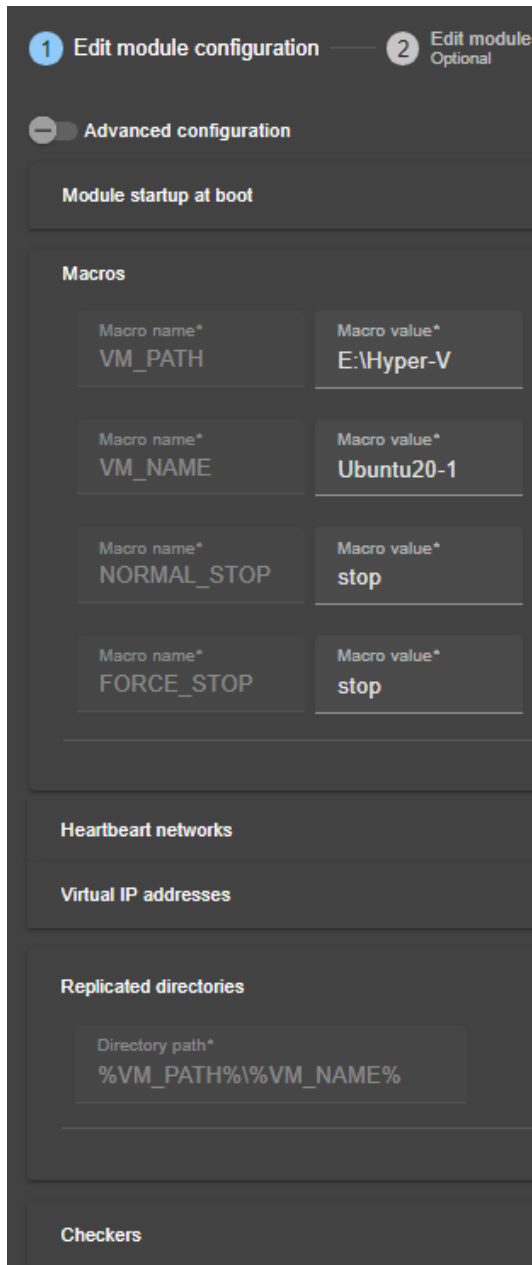 1 Edit module configuration 2 Edit module
Optional
Advanced configuration
Module startup at boot
Macros
Macro name* Macro value*
VM_PATH E:\Hyper-V
Macro name* Macro value*
VM_NAME Ubuntu20-1
Macro name* Macro value*
NORMAL_STOP stop
Macro name* Macro value*
FORCE_STOP stop
Heartbeart networks
Virtual IP addresses
Replicated directories
Directory path*
%VM_PATH%\%VM_NAME%
Checkers